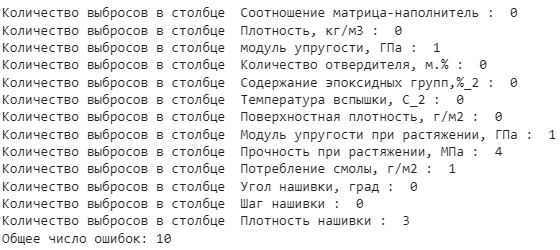 Количество выбросов в столбце  Соотношение матрица-наполнитель :  0
Количество выбросов в столбце  Плотность, кг/м3 :  0
Количество выбросов в столбце  модуль упругости, ГПа :  1
Количество выбросов в столбце  Количество отвердителя, м.% :  0
Количество выбросов в столбце  Содержание эпоксидных групп,%_2 :  0
Количество выбросов в столбце  Температура вспышки, С_2 :  0
Количество выбросов в столбце  Поверхностная плотность, г/м2 :  0
Количество выбросов в столбце  Модуль упругости при растяжении, ГПа :  1
Количество выбросов в столбце  Прочность при растяжении, МПа :  4
Количество выбросов в столбце  Потребление смолы, г/м2 :  1
Количество выбросов в столбце  Угол нашивки, град :  0
Количество выбросов в столбце  Шаг нашивки :  0
Количество выбросов в столбце  Плотность нашивки :  3
Общее число ошибок: 10